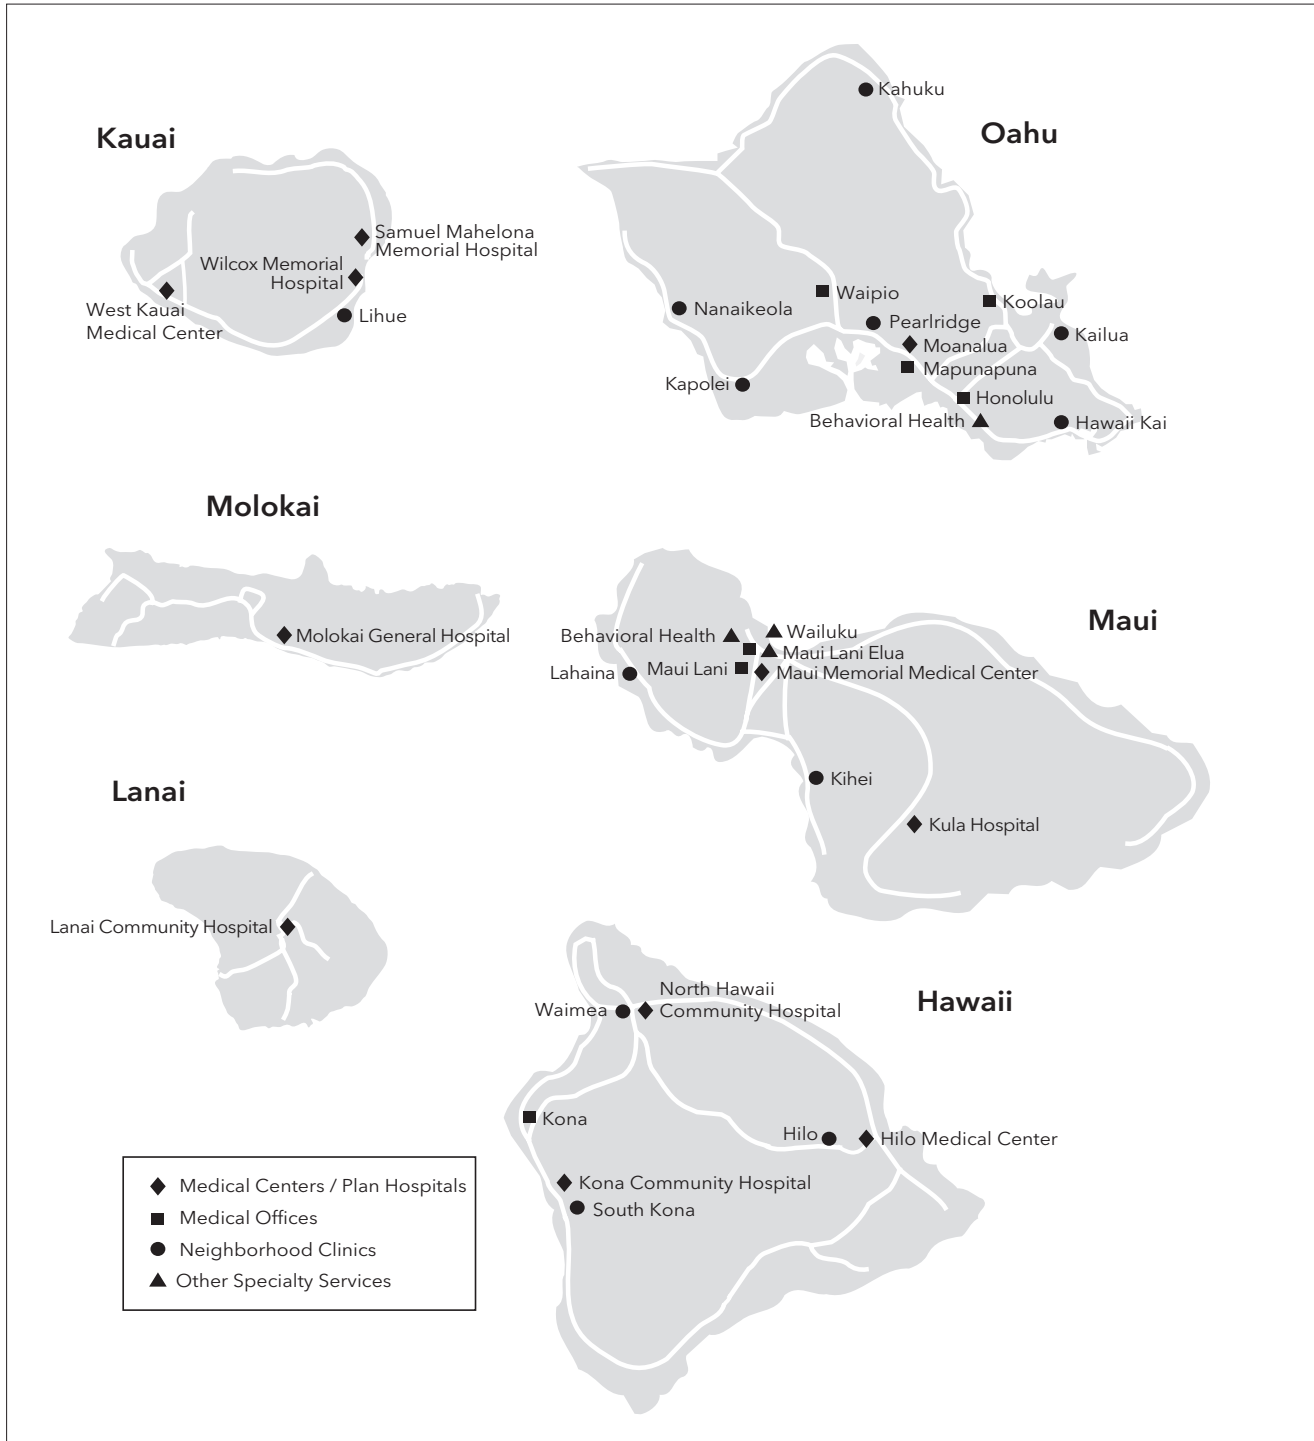 Kauai
Samuel Mahelona
Memorial Hospital
Wilcox Memorial
Hospital
West Kauai
Medical Center
Lihue
Oahu
Kahuku
Waipio
Koolau
Nanaikeola
Pearlridge
Kailua
Moanalua
Mapunapuna
Kapolei
Honolulu
Behavioral Health
Hawaii Kai
Molokai
Molokai General Hospital
Maui
Behavioral Health
Wailuku
Maui Lani Elua
Lahaina
Maui Lani
Maui Memorial Medical Center
Kihei
Kula Hospital
Lanai
Lanai Community Hospital
Hawaii
North Hawaii
Community Hospital
Waimea
Kona
Hilo
Hilo Medical Center
Kona Community Hospital
South Kona
Medical Centers / Plan Hospitals
Medical Offices
Neighborhood Clinics
Other Specialty Services